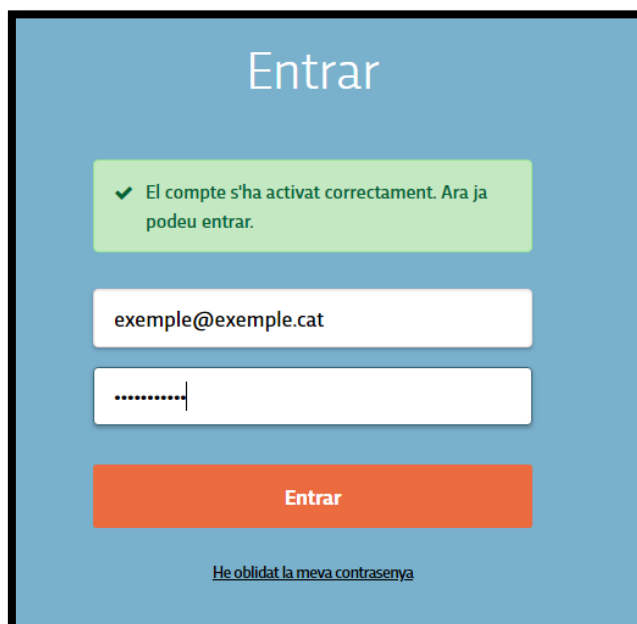 Entrar
✔ El compte s'ha activat correctament. Ara ja
podeu entrar.
exemple@exemple.cat
•••••••••••
Entrar
He oblidat la meva contrasenya